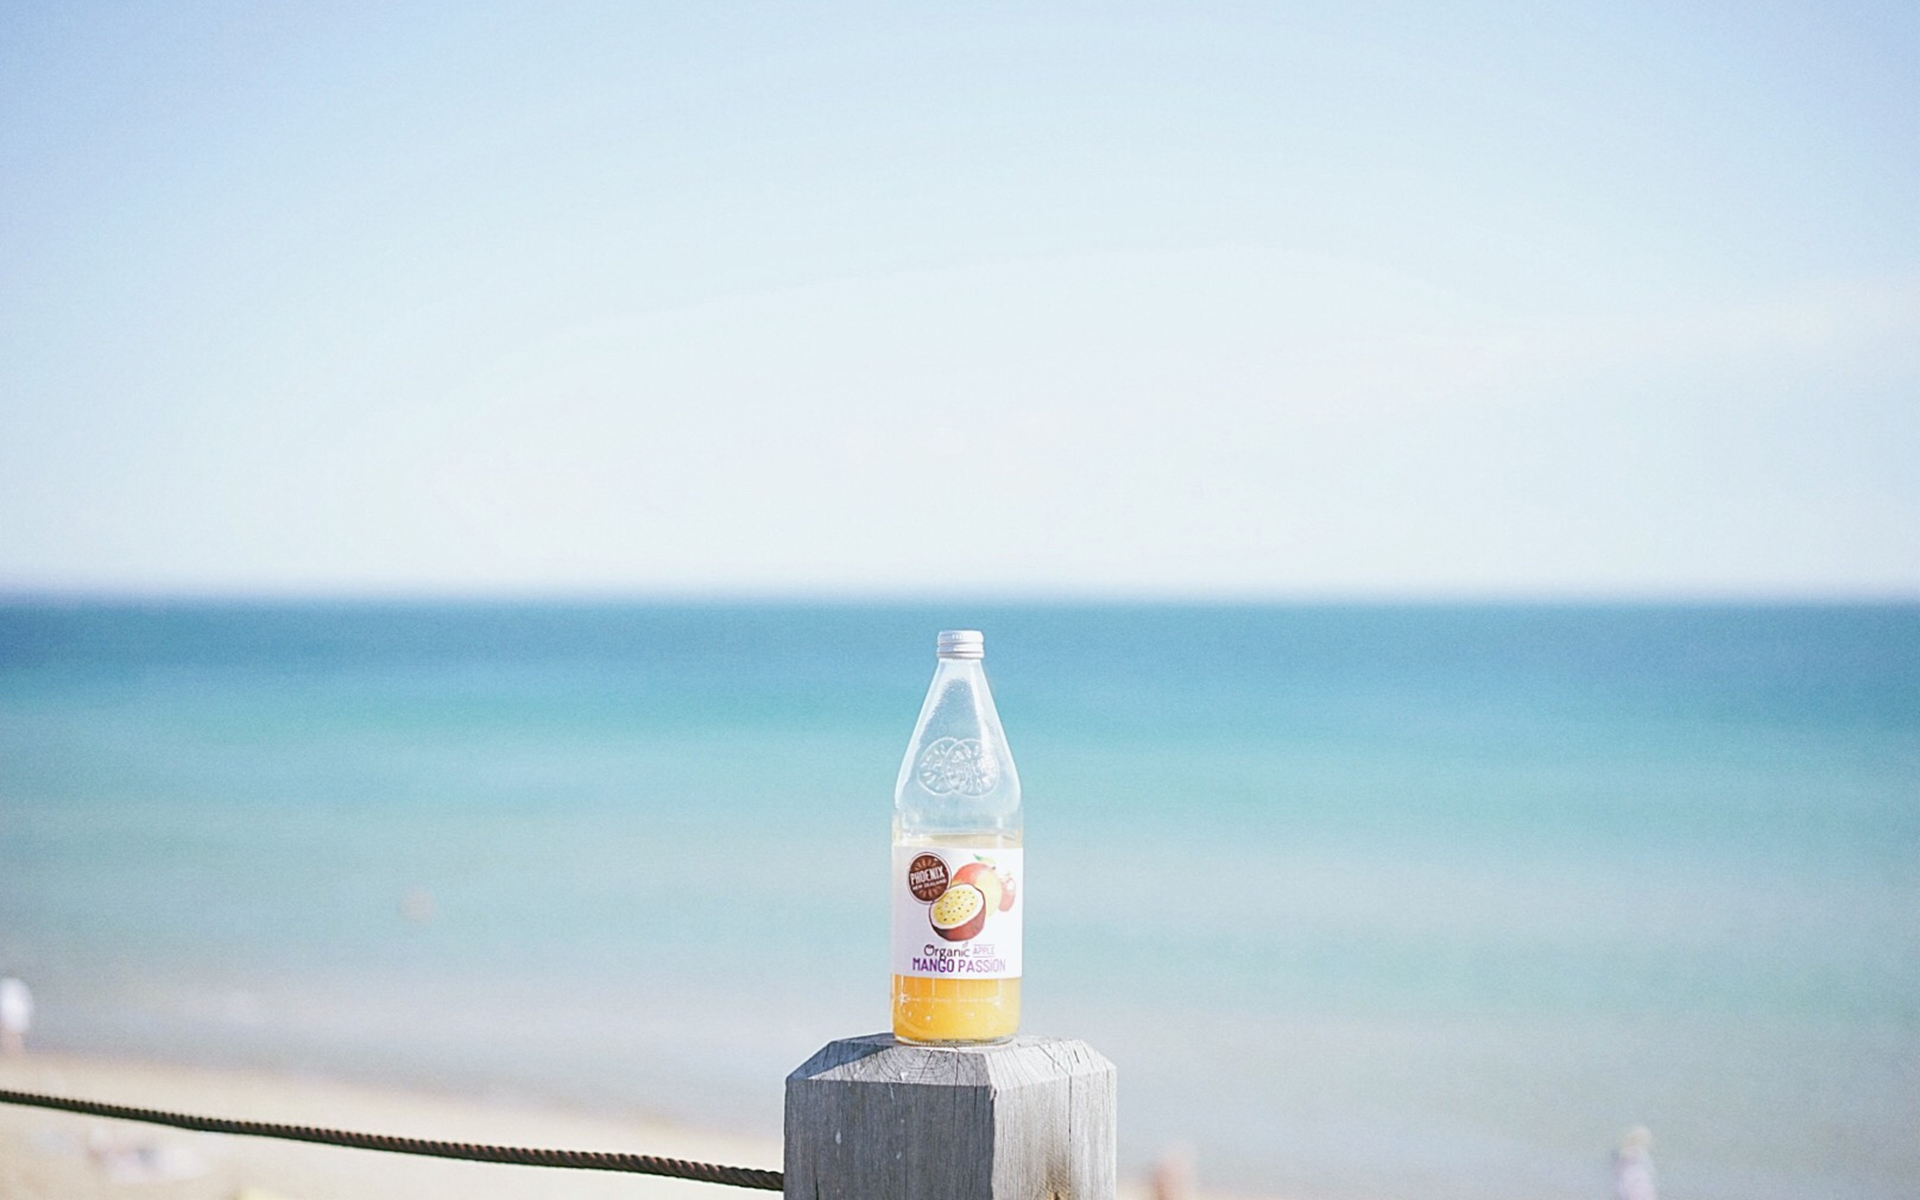 PHOENIX
NEW ZEALAND
Organic APPLE
MANGO PASSION